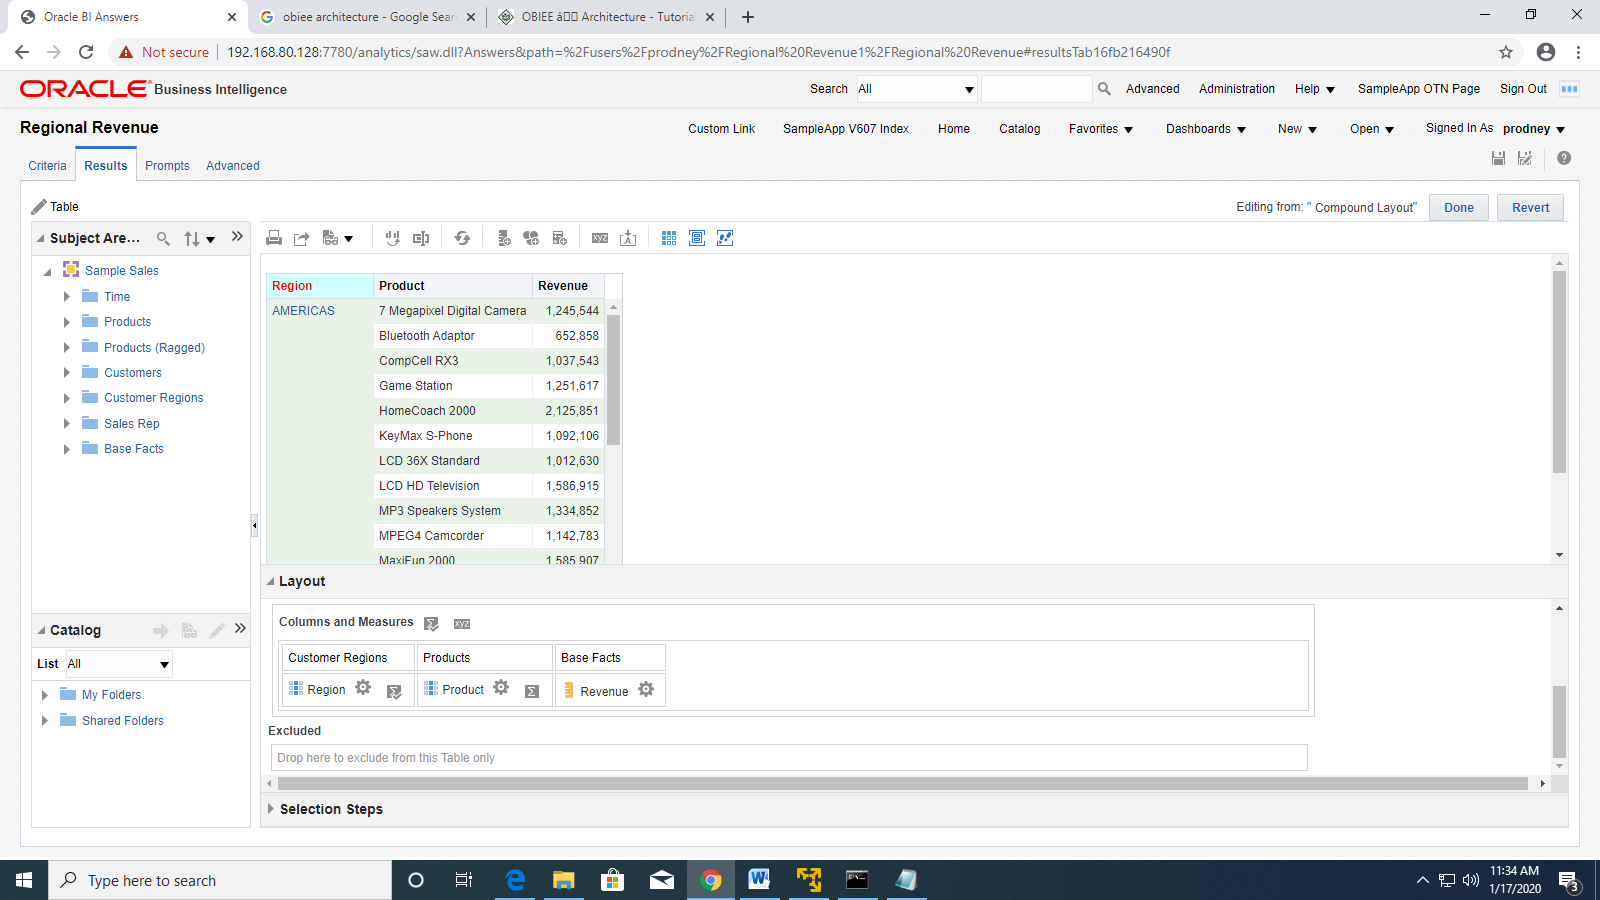 Oracle BI Answers
obiee architecture - Google Sear
OBIEE â Architecture - Tutorial
Not secure
192.168.80.128:7780/analytics/saw.dll?Answers&path=%2Fusers%2Fprodney%2FRegional%20Revenue1%2FRegional%20Revenue#resultsTab16fb216490f
ORACLE Business Intelligence
Search All
Advanced
Administration
Help
SampleApp OTN Page
Sign Out
Regional Revenue
Custom Link
SampleApp V607 Index
Home
Catalog
Favorites
Dashboards
New
Open
Signed In As prodney
Criteria
Results
Prompts
Advanced
Table
Editing from: " Compound Layout"
Done
Revert
Subject Are...
Sample Sales
Time
Products
Products (Ragged)
Customers
Customer Regions
Sales Rep
Base Facts
xyz
Region Product Revenue
AMERICAS 7 Megapixel Digital Camera 1,245,544
Bluetooth Adaptor 652,858
CompCell RX3 1,037,543
Game Station 1,251,617
HomeCoach 2000 2,125,851
KeyMax S-Phone 1,092,106
LCD 36X Standard 1,012,630
LCD HD Television 1,586,915
MP3 Speakers System 1,334,852
MPEG4 Camcorder 1,142,783
MaxiFun 2000 1,585,907
Layout
Columns and Measures xyz
Customer Regions Products Base Facts
Region Product Revenue
Excluded
Drop here to exclude from this Table only
Selection Steps
Catalog
List All
My Folders
Shared Folders
Type here to search
11:34 AM
1/17/2020
3